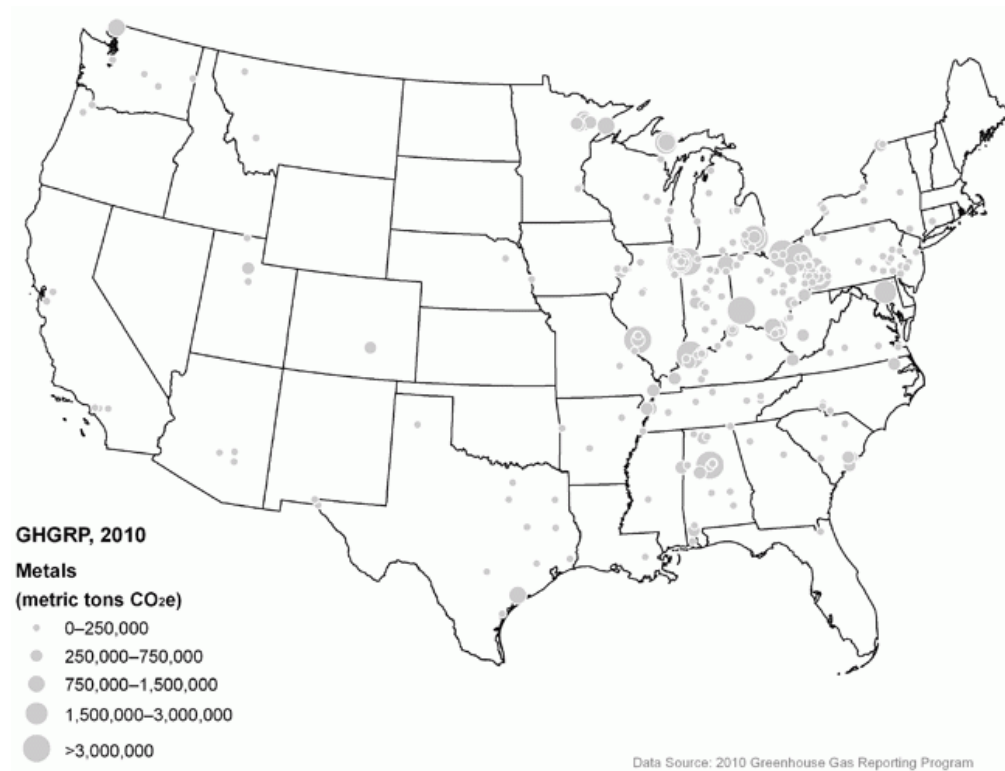 GHGRP, 2010
Metals
(metric tons CO2e)
0–250,000
250,000–750,000
750,000–1,500,000
1,500,000–3,000,000
>3,000,000
Data Source: 2010 Greenhouse Gas Reporting Program